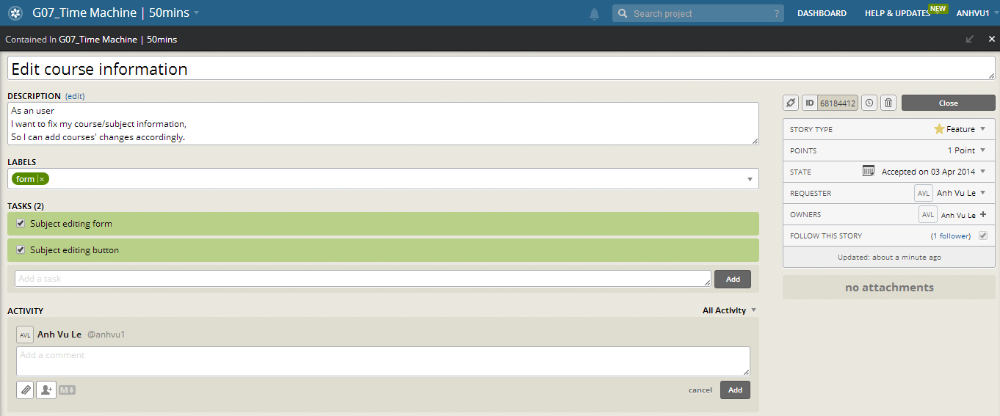 G07_Time Machine | 50mins
Search project ?
DASHBOARD
HELP & UPDATES
NEW
ANHVU1
Contained In G07_Time Machine | 50mins
Edit course information
DESCRIPTION (edit)
As an user
I want to fix my course/subject information,
So I can add courses' changes accordingly.
LABELS
form
TASKS (2)
Subject editing form
Subject editing button
Add a task
Add
ACTIVITY
All Activity
AVL Anh Vu Le @anhvu1
Add a comment
M
cancel
Add
ID 68184412
Close
STORY TYPE Feature
POINTS 1 Point
STATE Accepted on 03 Apr 2014
REQUESTER AVL Anh Vu Le
OWNERS AVL Anh Vu Le +
FOLLOW THIS STORY (1 follower)
Updated: about a minute ago
no attachments